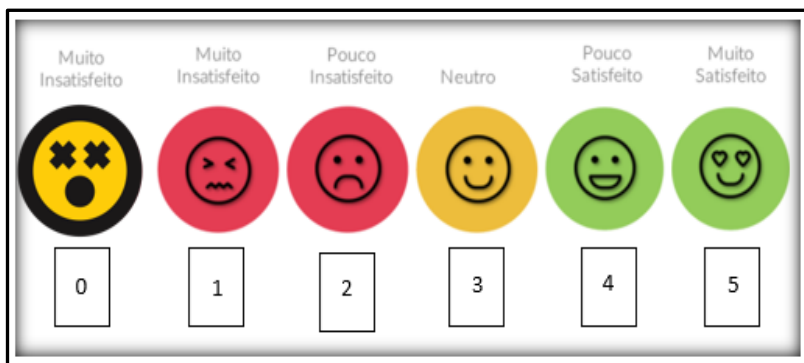 Muito
Insatisfeito
Muito
Insatisfeito
Pouco
Insatisfeito
Neutro
Pouco
Satisfeito
Muito
Satisfeito
0
1
2
3
4
5